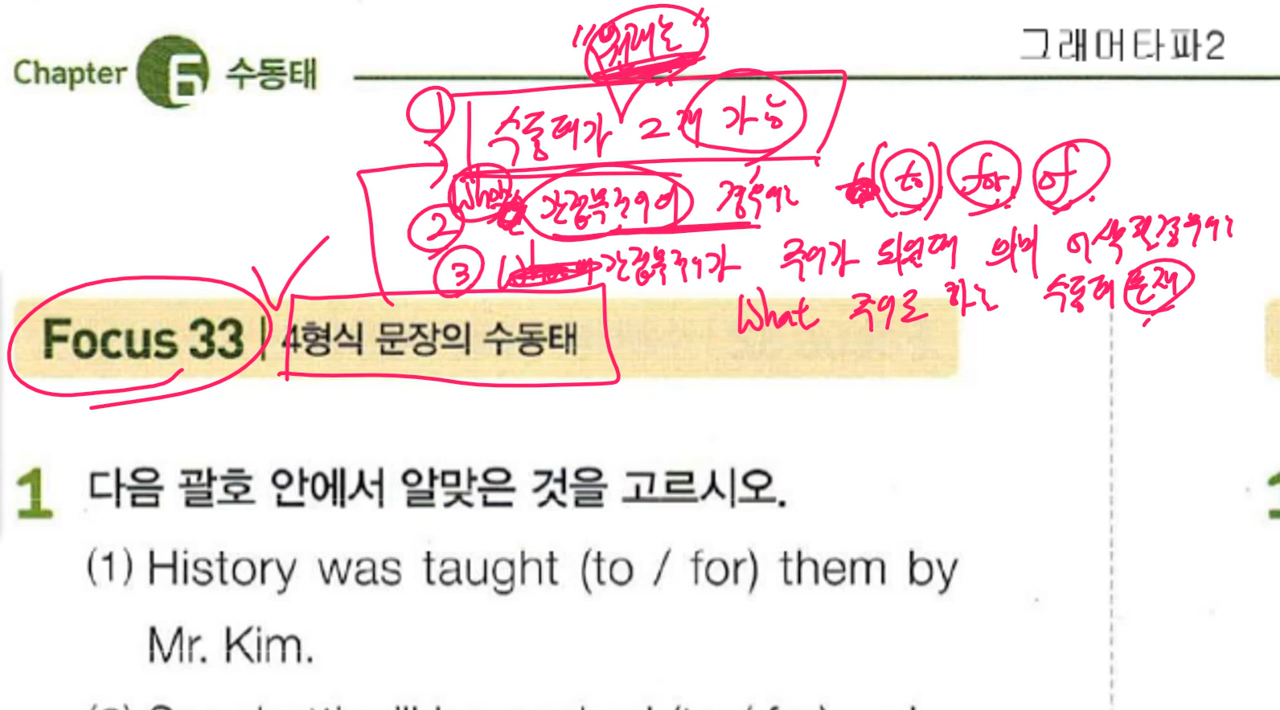 "원래는"
그래머타파2
Chapter 6 수동태
① 수동태가 2개 가능
② What 간접목적어 경우에 (to) for of
③ 간접목적어가 주어가 되었을때 의미 어색한경우에
What 주어로 하는 수동태 문제
Focus 33 | 4형식 문장의 수동태
1 다음 괄호 안에서 알맞은 것을 고르시오.
(1) History was taught (to / for) them by
Mr. Kim.